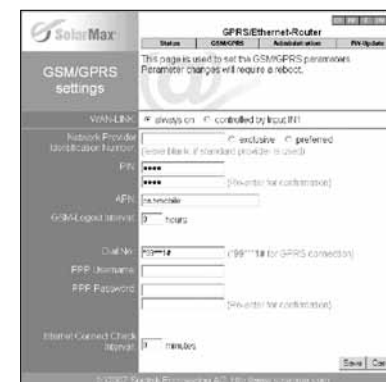 SolarMax
GPRS/Ethernet-Router
Status GSM/GPRS Administration FW-Update
GSM/GPRS
settings
This page is used to set the GSM/GPRS parameters.
Parameter changes will require a reboot.
WAN-LINK: always on controlled by Input IN1
Network Provider
Identification Number: exclusive preferred
(leave blank, if standard provider is used)
PIN: ****
**** (Re-enter for confirmation)
APN:
GSM-Logout Interval: hours
Dial No.: *99***1# (*99***1# for GPRS connection)
PPP Username:
PPP Password:
(Re-enter for confirmation)
Internet Connect Check
Interval: minutes
Save